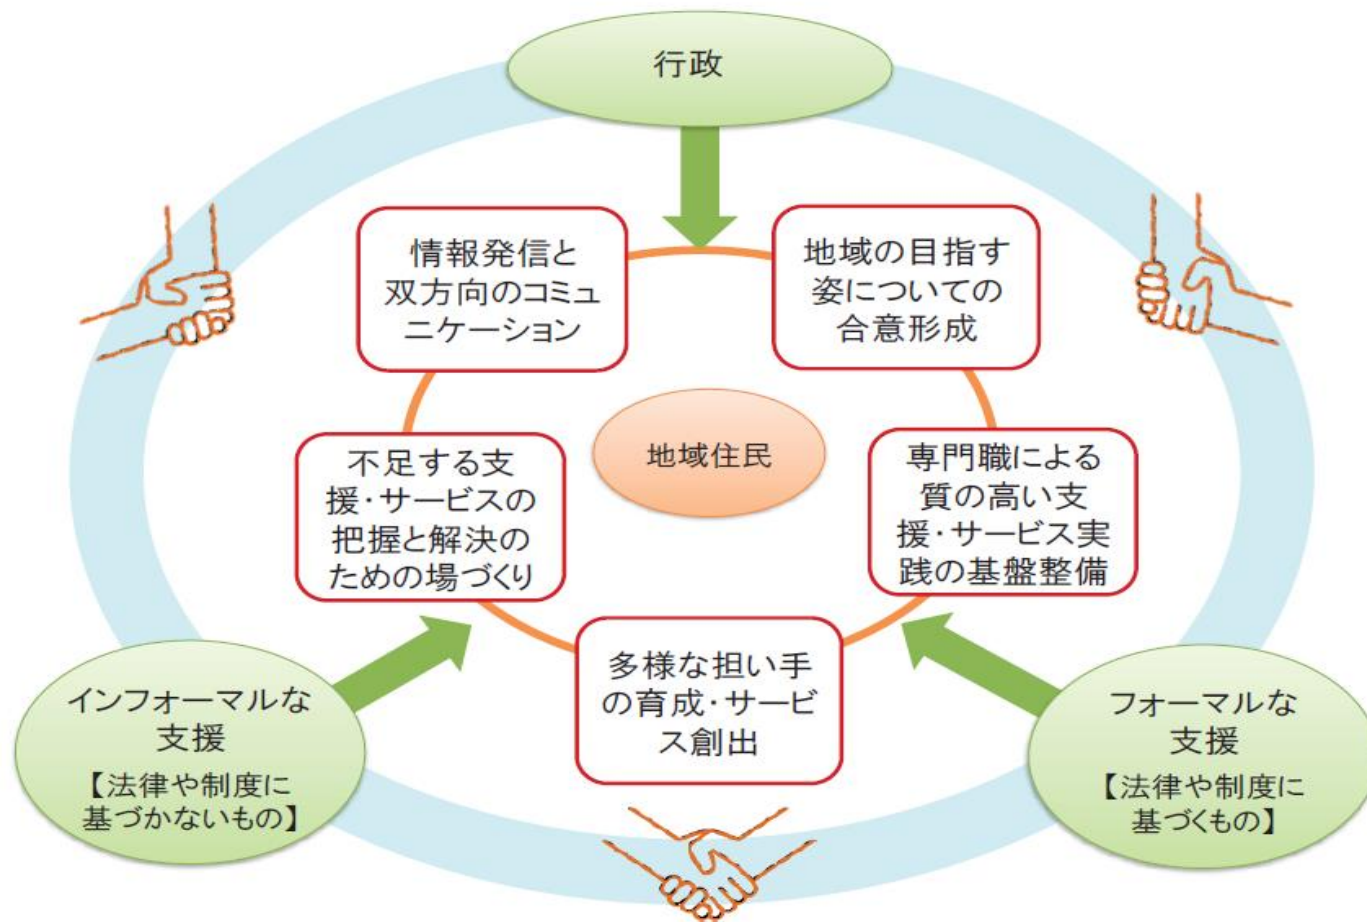 行政
情報発信と
双方向のコミュ
ニケーション
地域の目指す
姿についての
合意形成
地域住民
不足する支
援・サービスの
把握と解決の
ための場づくり
専門職による
質の高い支
援・サービス実
践の基盤整備
多様な担い手
の育成・サービ
ス創出
インフォーマルな
支援
【法律や制度に
基づかないもの】
フォーマルな
支援
【法律や制度に
基づくもの】